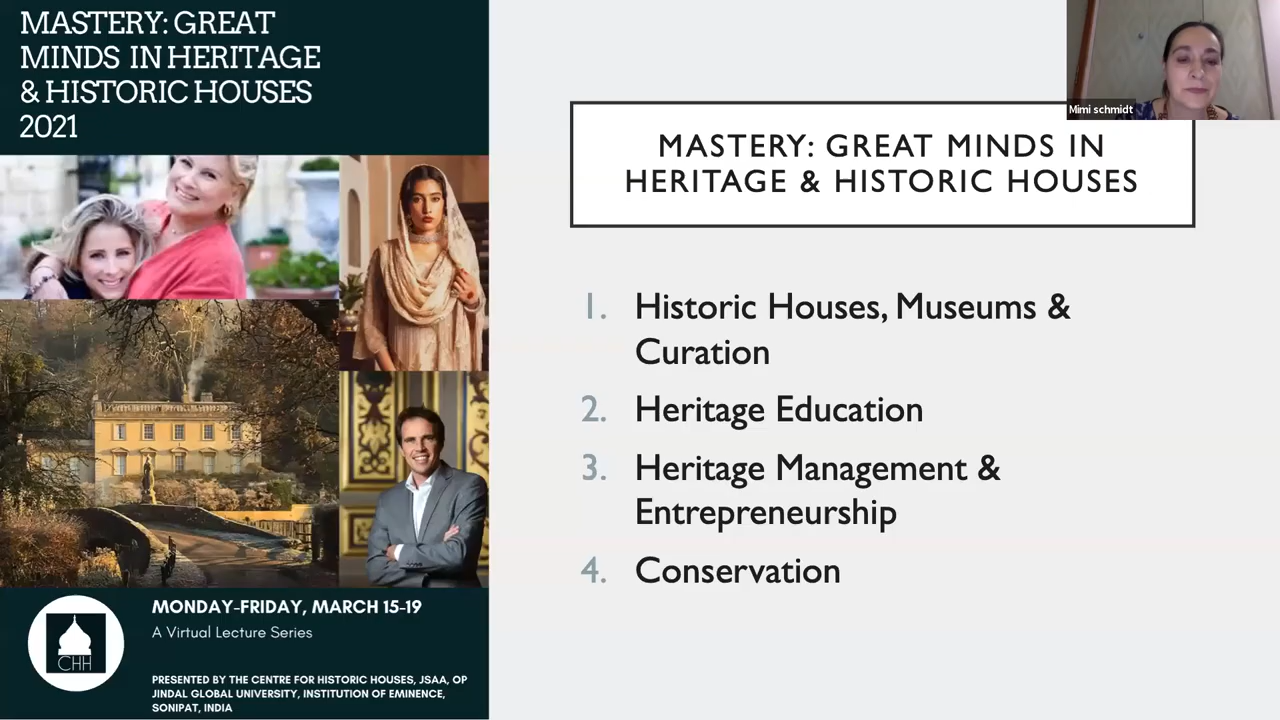 MASTERY: GREAT
MINDS IN HERITAGE
& HISTORIC HOUSES
2021
CHH
MONDAY-FRIDAY, MARCH 15-19
A Virtual Lecture Series
PRESENTED BY THE CENTRE FOR HISTORIC HOUSES, JSAA, OP
JINDAL GLOBAL UNIVERSITY, INSTITUTION OF EMINENCE,
SONIPAT, INDIA
MASTERY: GREAT MINDS IN
HERITAGE & HISTORIC HOUSES
1. Historic Houses, Museums &
Curation
2. Heritage Education
3. Heritage Management &
Entrepreneurship
4. Conservation
Mimi schmidt